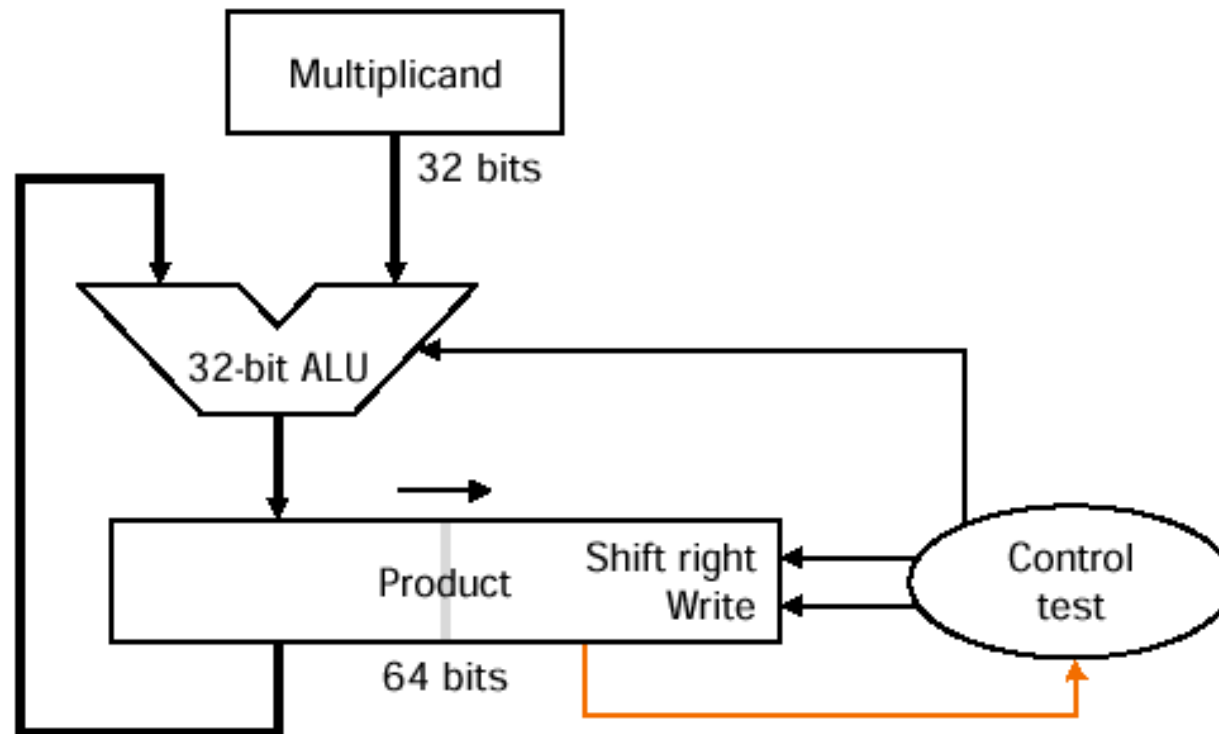 Multiplicand
32 bits
32-bit ALU
Product
Shift right
Write
Control
test
64 bits